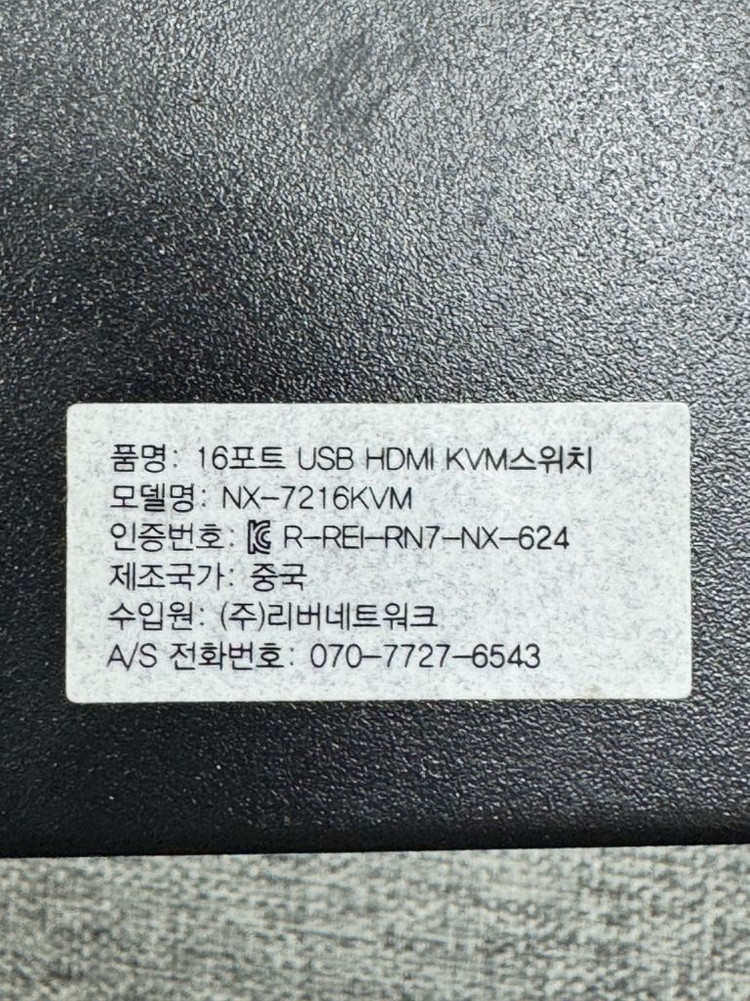 품명: 16포트 USB HDMI KVM스위치
모델명: NX-7216KVM
인증번호: R-REI-RN7-NX-624
제조국가: 중국
수입원: (주)리버네트워크
A/S 전화번호: 070-7727-6543